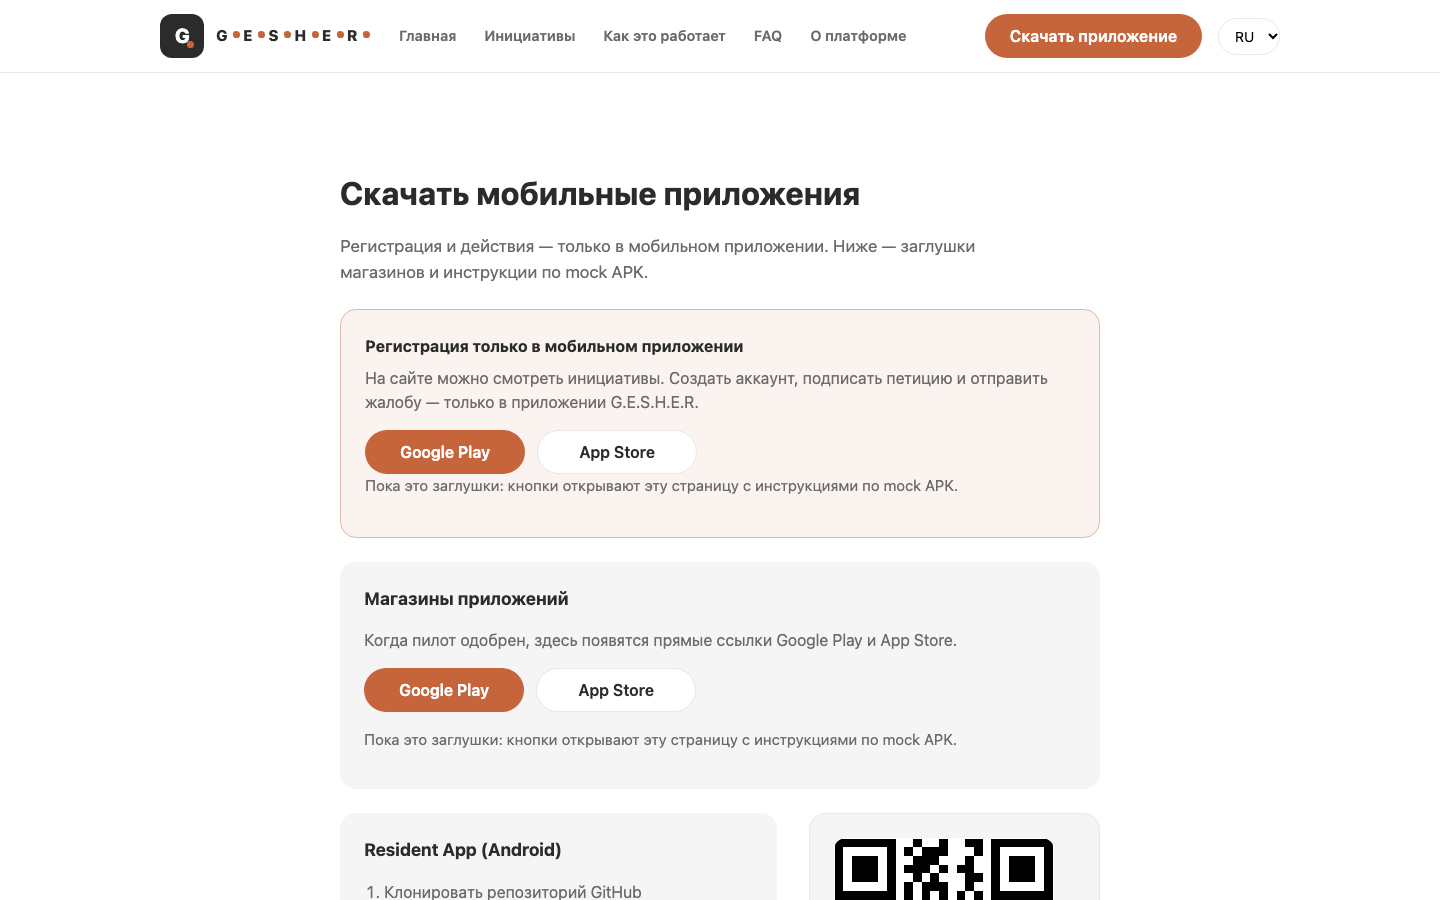 G G•E•S•H•E•R• Главная Инициативы Как это работает FAQ О платформе Скачать приложение RU
Скачать мобильные приложения
Регистрация и действия — только в мобильном приложении. Ниже — заглушки
магазинов и инструкции по mock APK.
Регистрация только в мобильном приложении
На сайте можно смотреть инициативы. Создать аккаунт, подписать петицию и отправить
жалобу — только в приложении G.E.S.H.E.R.
Google Play App Store
Пока это заглушки: кнопки открывают эту страницу с инструкциями по mock APK.
Магазины приложений
Когда пилот одобрен, здесь появятся прямые ссылки Google Play и App Store.
Google Play App Store
Пока это заглушки: кнопки открывают эту страницу с инструкциями по mock APK.
Resident App (Android)
1. Клонировать репозиторий GitHub